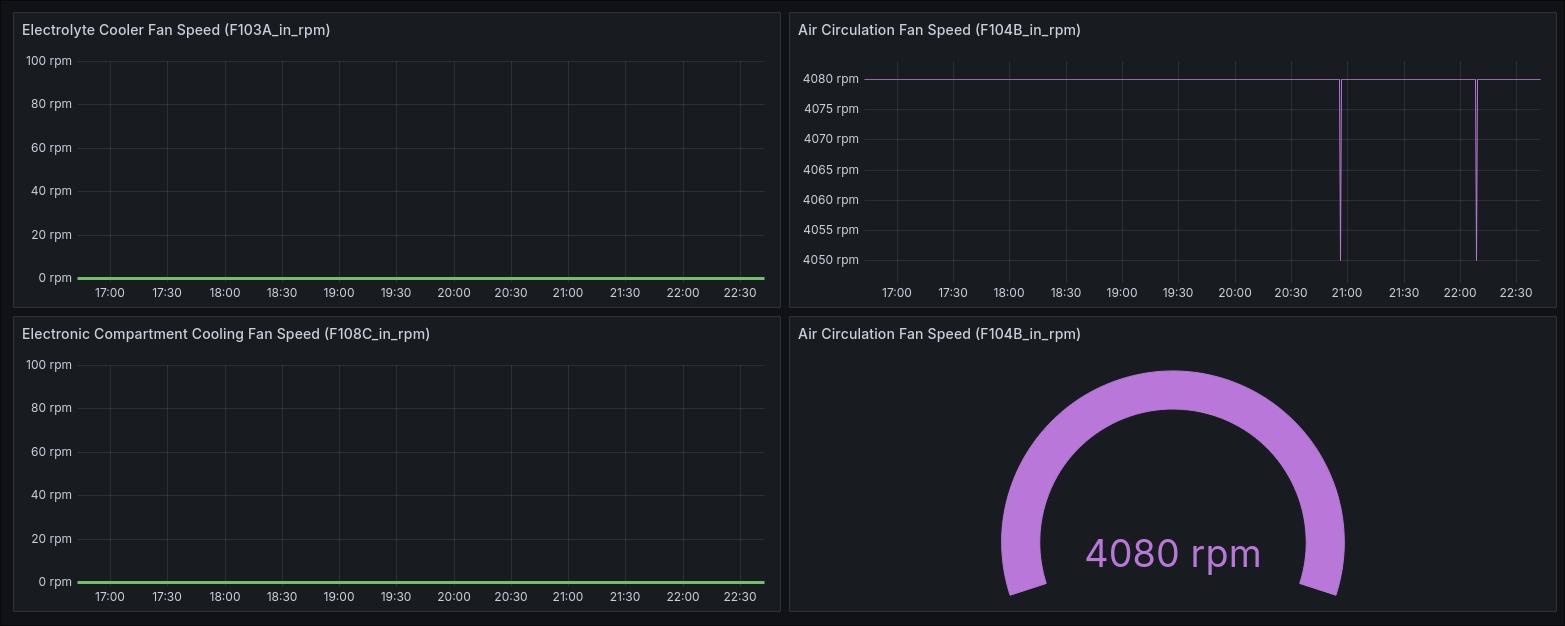 Electrolyte Cooler Fan Speed (F103A_in_rpm)
100 rpm
80 rpm
60 rpm
40 rpm
20 rpm
0 rpm
17:00 17:30 18:00 18:30 19:00 19:30 20:00 20:30 21:00 21:30 22:00 22:30
Air Circulation Fan Speed (F104B_in_rpm)
4080 rpm
4075 rpm
4070 rpm
4065 rpm
4060 rpm
4055 rpm
4050 rpm
17:00 17:30 18:00 18:30 19:00 19:30 20:00 20:30 21:00 21:30 22:00 22:30
Electronic Compartment Cooling Fan Speed (F108C_in_rpm)
100 rpm
80 rpm
60 rpm
40 rpm
20 rpm
0 rpm
17:00 17:30 18:00 18:30 19:00 19:30 20:00 20:30 21:00 21:30 22:00 22:30
Air Circulation Fan Speed (F104B_in_rpm)
4080 rpm